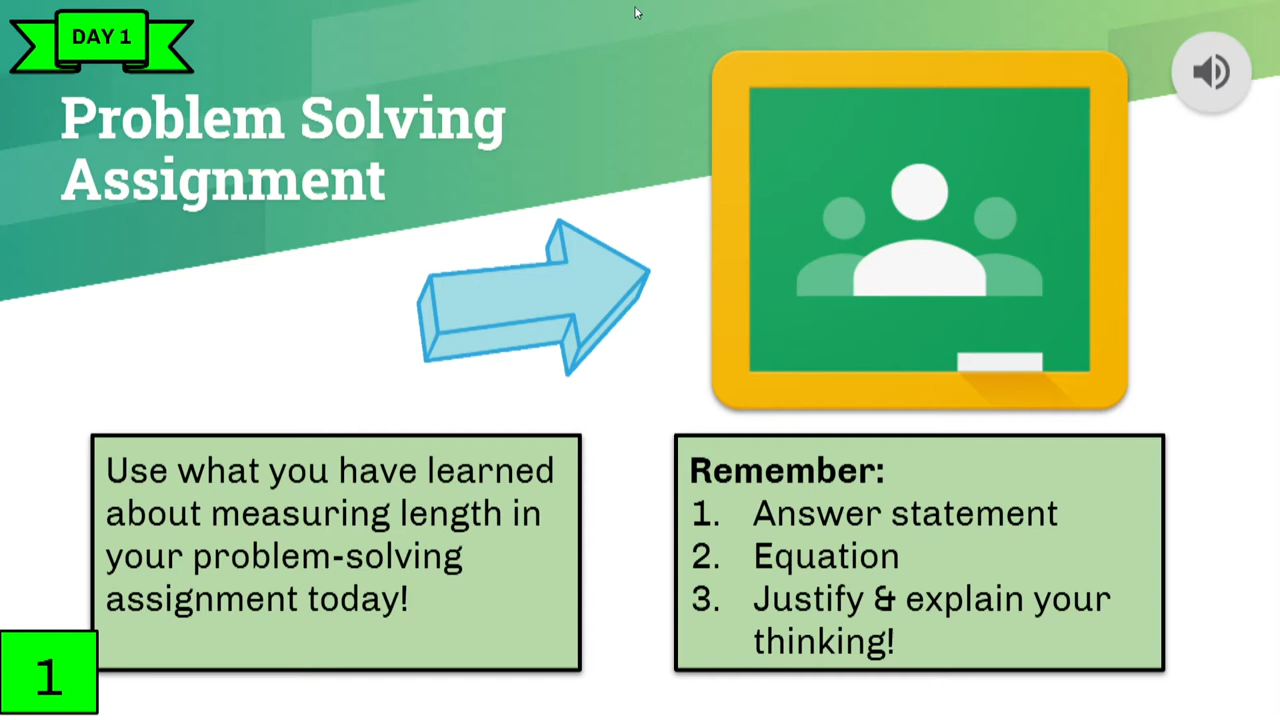 DAY 1
Problem Solving
Assignment
Use what you have learned
about measuring length in
your problem-solving
assignment today!
Remember:
1. Answer statement
2. Equation
3. Justify & explain your
thinking!
1